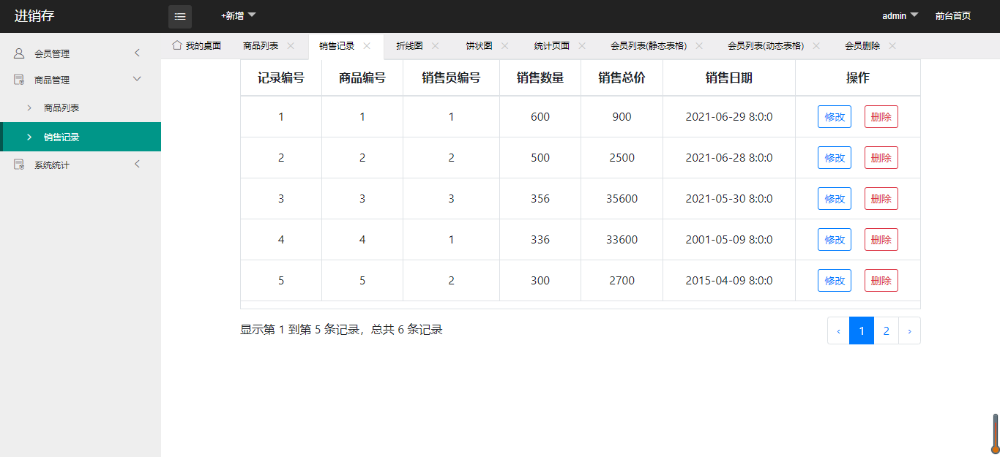 进销存
+新增
admin
前台首页
会员管理
商品管理
商品列表
销售记录
系统统计
我的桌面 商品列表 销售记录 折线图 饼状图 统计页面 会员列表(静态表格) 会员列表(动态表格) 会员删除
记录编号 商品编号 销售员编号 销售数量 销售总价 销售日期 操作
1 1 1 600 900 2021-06-29 8:0:0 修改 删除
2 2 2 500 2500 2021-06-28 8:0:0 修改 删除
3 3 3 356 35600 2021-05-30 8:0:0 修改 删除
4 4 1 336 33600 2001-05-09 8:0:0 修改 删除
5 5 2 300 2700 2015-04-09 8:0:0 修改 删除
显示第 1 到第 5 条记录，总共 6 条记录
‹ 1 2 ›